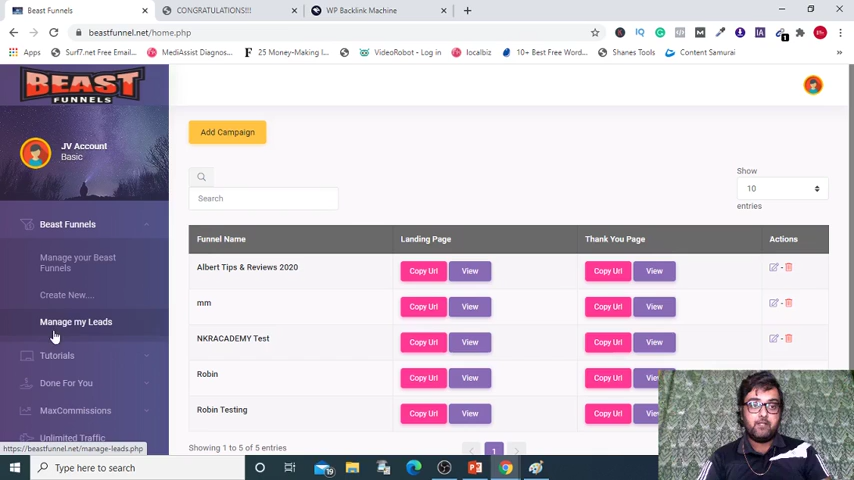 Beast Funnels
CONGRATULATIONS!!!
WP Backlink Machine
beastfunnel.net/home.php
Apps
Surf7.net Free Email...
MediAssist Diagnos...
25 Money-Making I...
VideoRobot - Log in
localbiz
10+ Best Free Word...
Shanes Tools
Content Samurai
BEAST
FUNNELS
JV Account
Basic
Beast Funnels
Manage your Beast
Funnels
Create New....
Manage my Leads
Tutorials
Done For You
MaxCommissions
Unlimited Traffic
https://beastfunnel.net/manage-leads.php
Add Campaign
Search
Show
10
entries
Funnel Name Landing Page Thank You Page Actions
Albert Tips & Reviews 2020 Copy Url View Copy Url View
mm Copy Url View Copy Url View
NKRACADEMY Test Copy Url View Copy Url View
Robin Copy Url View Copy Url
Robin Testing Copy Url View Copy Url
Showing 1 to 5 of 5 entries
1
Type here to search
19